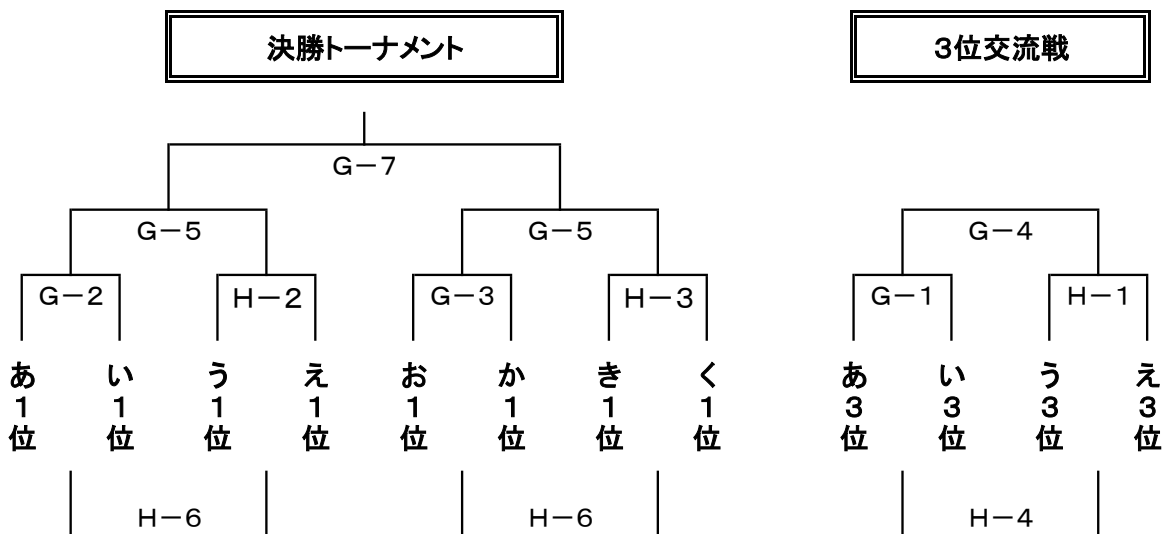 決勝トーナメント ３位交流戦
Ｇ－７
Ｇ－５ Ｇ－５ Ｇ－４
Ｇ－２ Ｈ－２ Ｇ－３ Ｈ－３ Ｇ－１ Ｈ－１
あ１位 い１位 う１位 え１位 お１位 か１位 き１位 く１位 あ３位 い３位 う３位 え３位
Ｈ－６ Ｈ－６ Ｈ－４